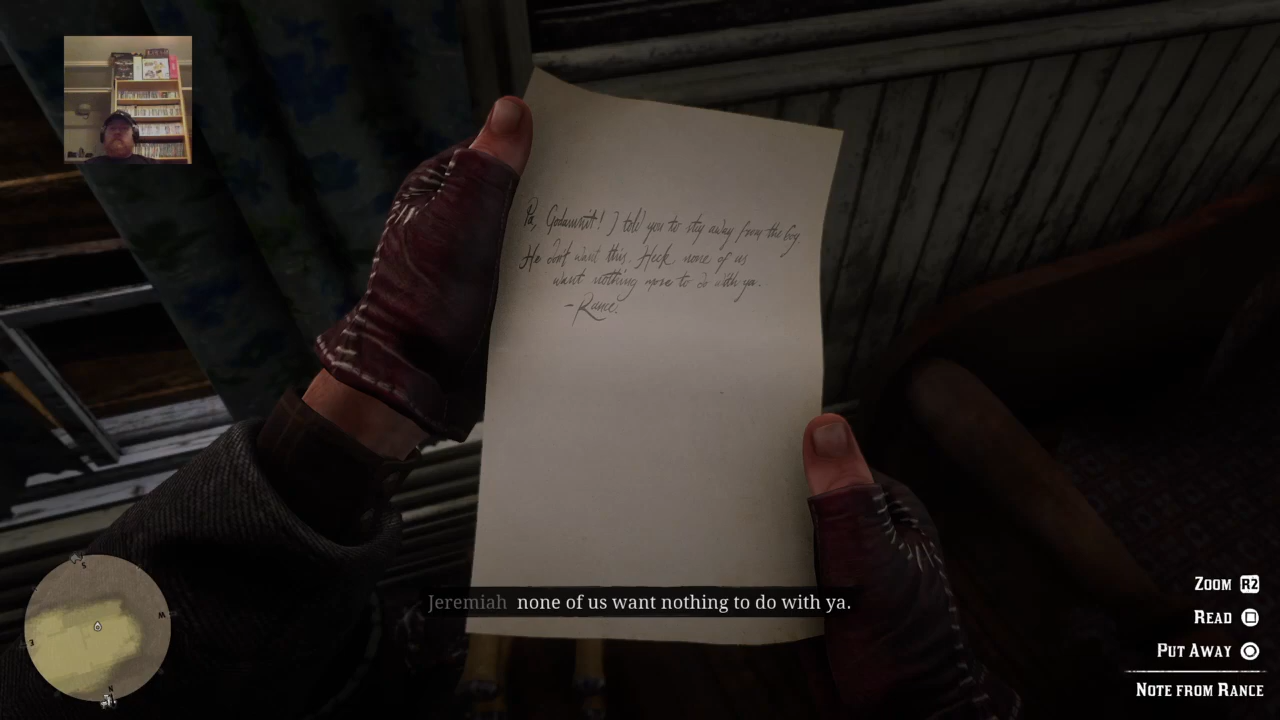 Pa, Godamnit! I told you to stay away from the boy.
He don't want this. Heck none of us
want nothing more to do with ya.
- Rance.
Jeremiah none of us want nothing to do with ya.
ZOOM R2
READ
PUT AWAY
NOTE FROM RANCE
S
W
E
N